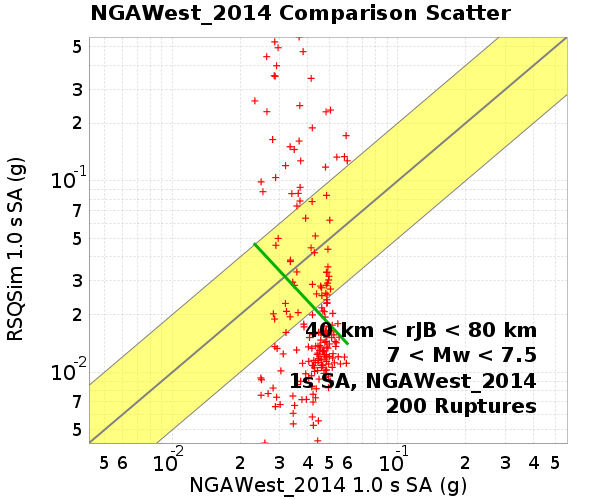 NGAWest_2014 Comparison Scatter
RSQSim 1.0 s SA (g)
5
3
2
10-1
7
5
3
2
10-2
7
5
40 km < rJB < 80 km
7 < Mw < 7.5
1s SA, NGAWest_2014
200 Ruptures
5 6 10-2 2 3 4 5 6 10-1 2 3 4 5
NGAWest_2014 1.0 s SA (g)